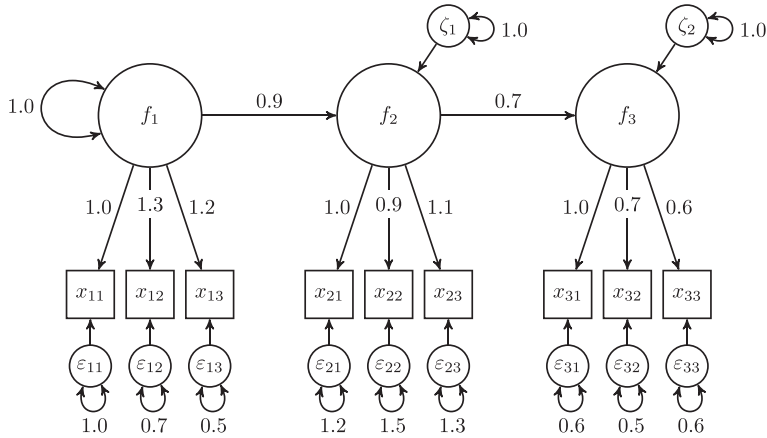 ζ₁ 1.0 ζ₂ 1.0
1.0 f₁ 0.9 f₂ 0.7 f₃
1.0 1.3 1.2 1.0 0.9 1.1 1.0 0.7 0.6
x₁₁ x₁₂ x₁₃ x₂₁ x₂₂ x₂₃ x₃₁ x₃₂ x₃₃
ε₁₁ ε₁₂ ε₁₃ ε₂₁ ε₂₂ ε₂₃ ε₃₁ ε₃₂ ε₃₃
1.0 0.7 0.5 1.2 1.5 1.3 0.6 0.5 0.6